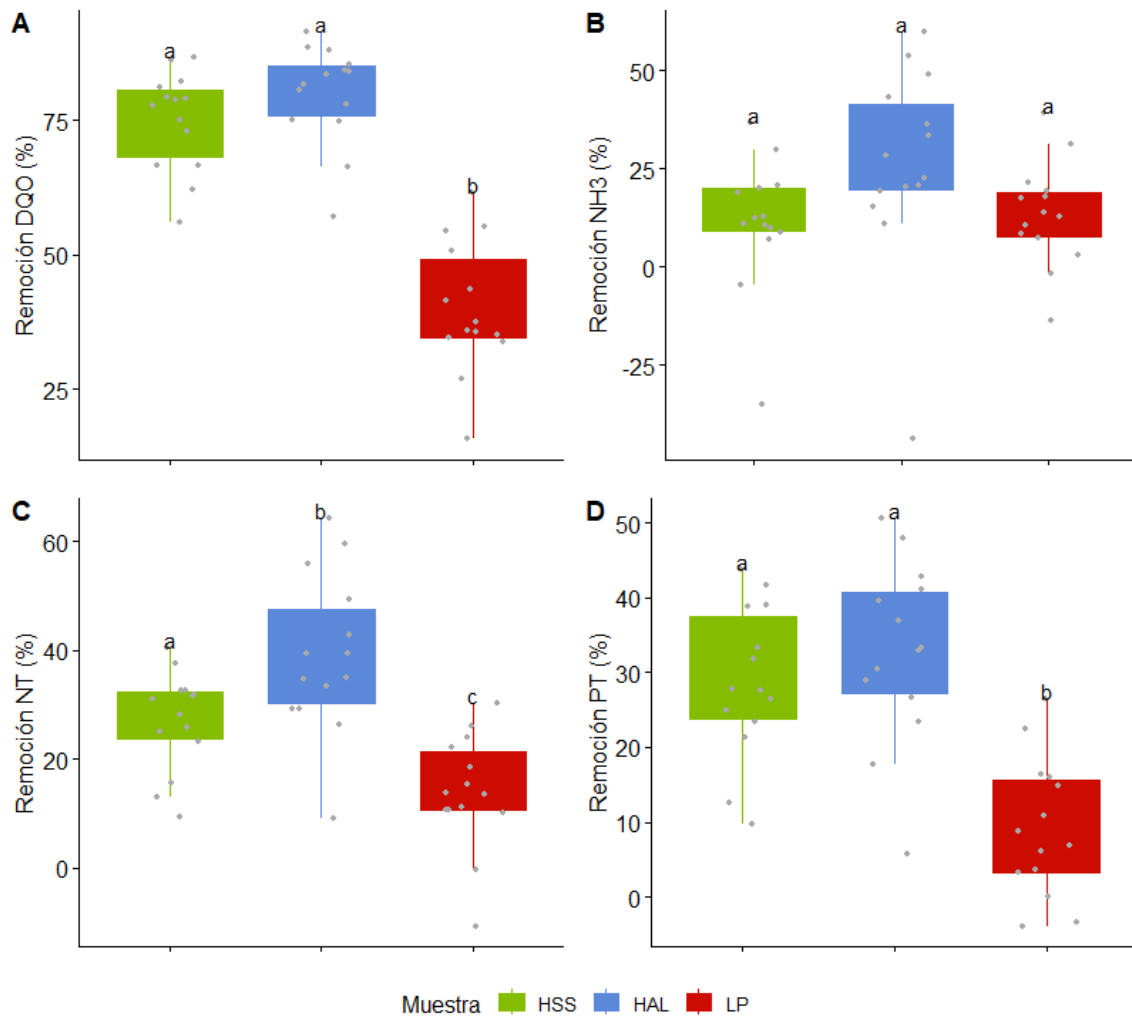 A
Remoción DQO (%)
75
50
25
a
a
b
B
Remoción NH3 (%)
50
25
0
-25
a
a
a
C
Remoción NT (%)
60
40
20
0
a
b
c
D
Remoción PT (%)
50
40
30
20
10
0
a
a
b
Muestra HSS HAL LP